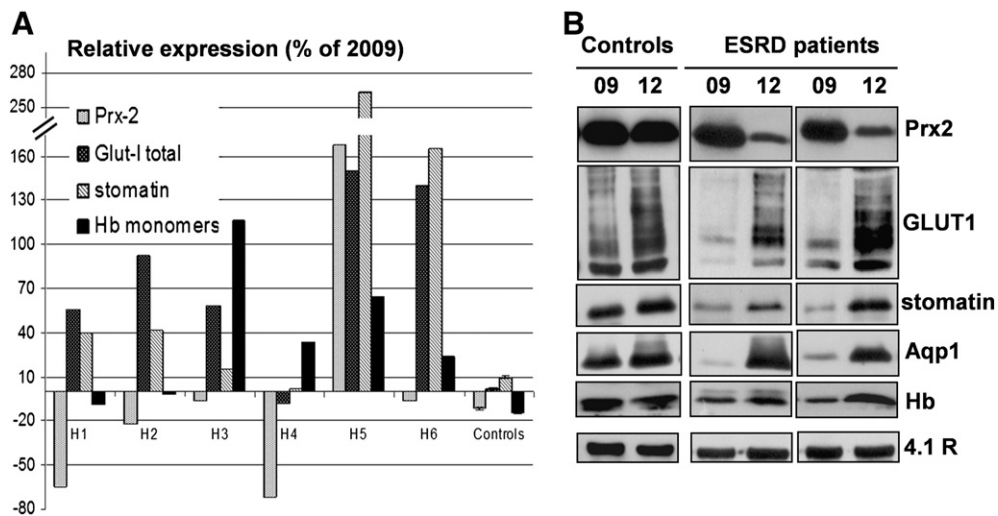 A
Relative expression (% of 2009)
280
250
160
130
100
70
40
10
-20
-50
-80
Prx-2
Glut-I total
stomatin
Hb monomers
H1 H2 H3 H4 H5 H6 Controls
B
Controls ESRD patients
09 12 09 12 09 12
Prx2
GLUT1
stomatin
Aqp1
Hb
4.1 R